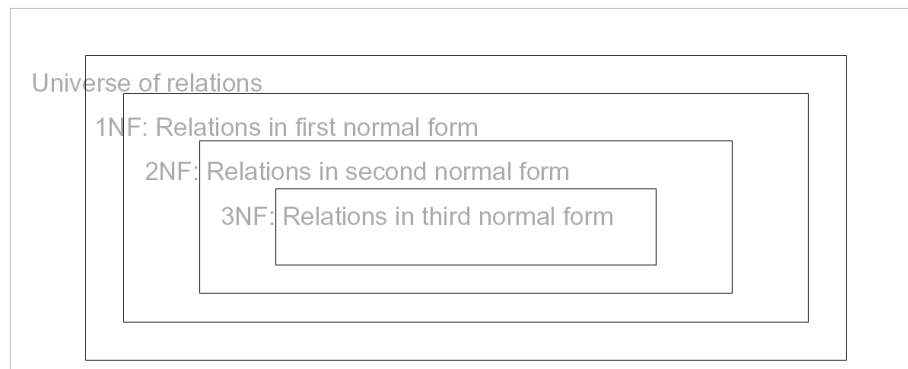 Universe of relations
1NF: Relations in first normal form
2NF: Relations in second normal form
3NF: Relations in third normal form